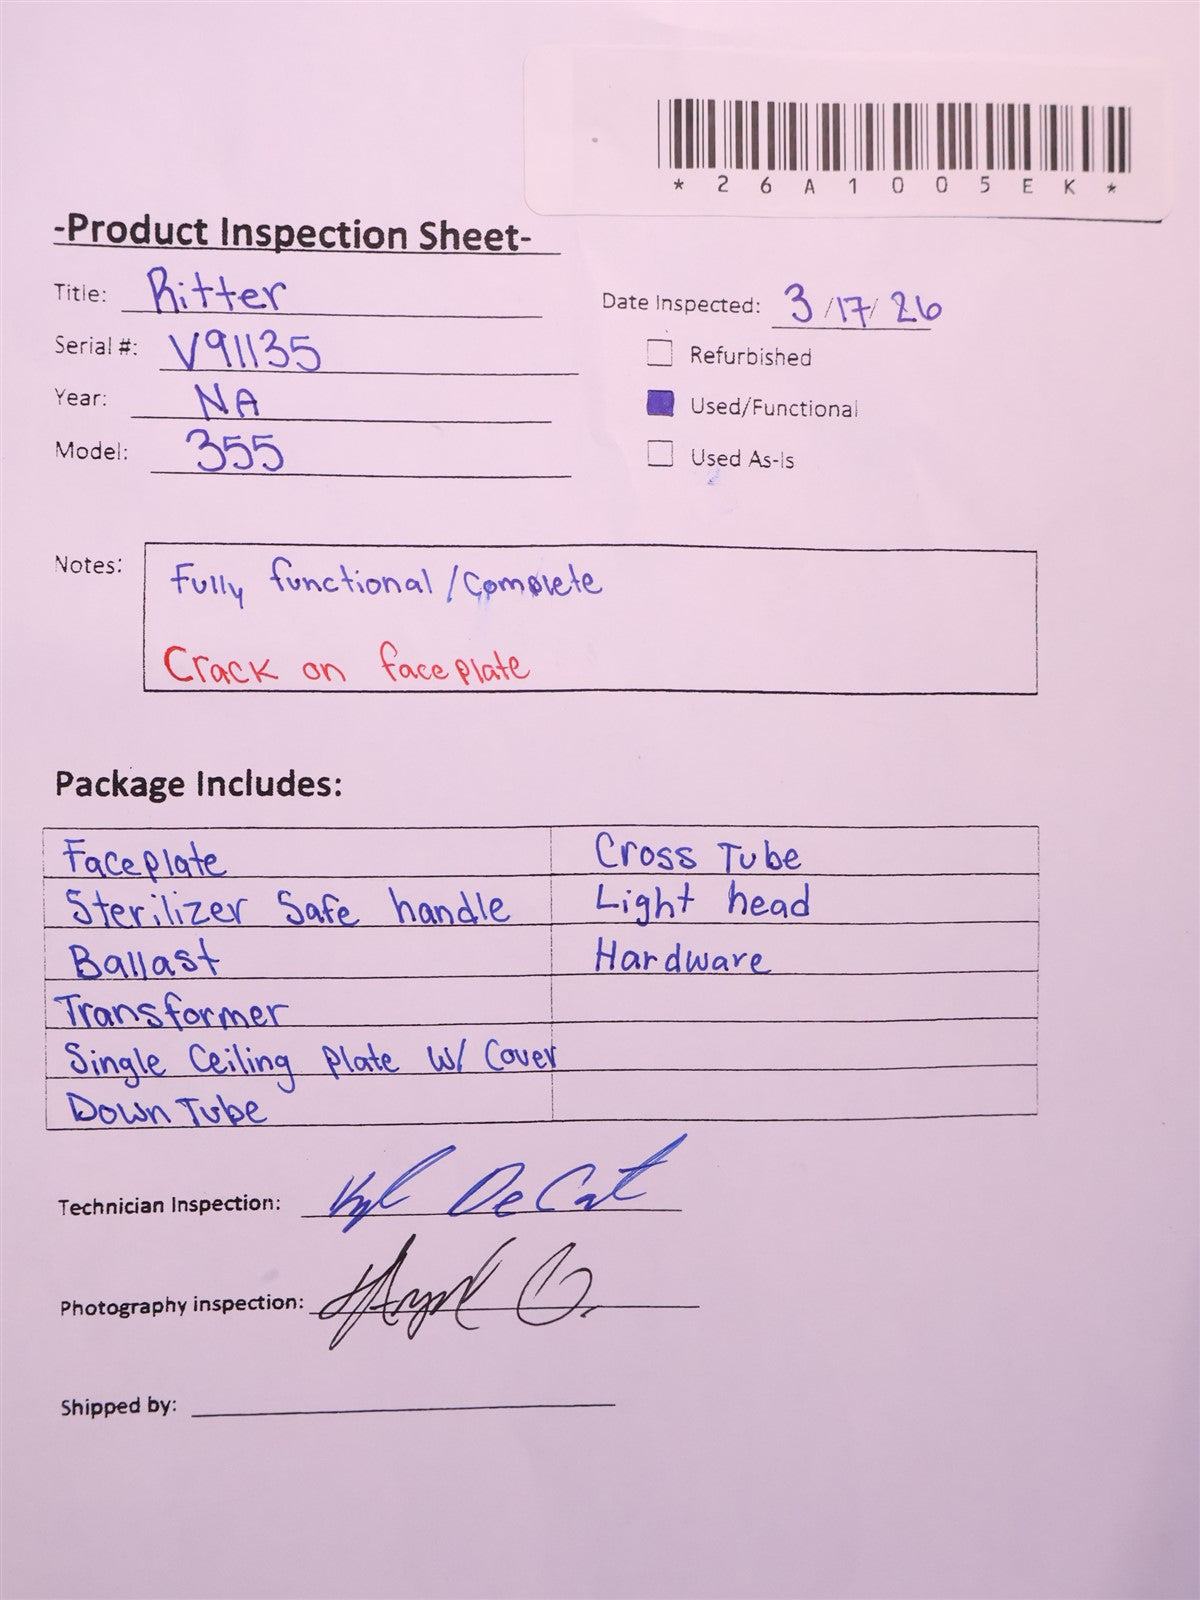 *26A1005EK*
-Product Inspection Sheet-
Title: Ritter
Date Inspected: 3/17/26
Serial #: V91135
Refurbished
Year: NA
Used/Functional
Model: 355
Used As-Is
Notes: Fully functional/Complete
Crack on faceplate
Package Includes:
Faceplate Cross Tube
Sterilizer Safe handle Light head
Ballast Hardware
Transformer
Single Ceiling Plate W/ Cover
Down Tube
Technician Inspection:
Photography inspection:
Shipped by: